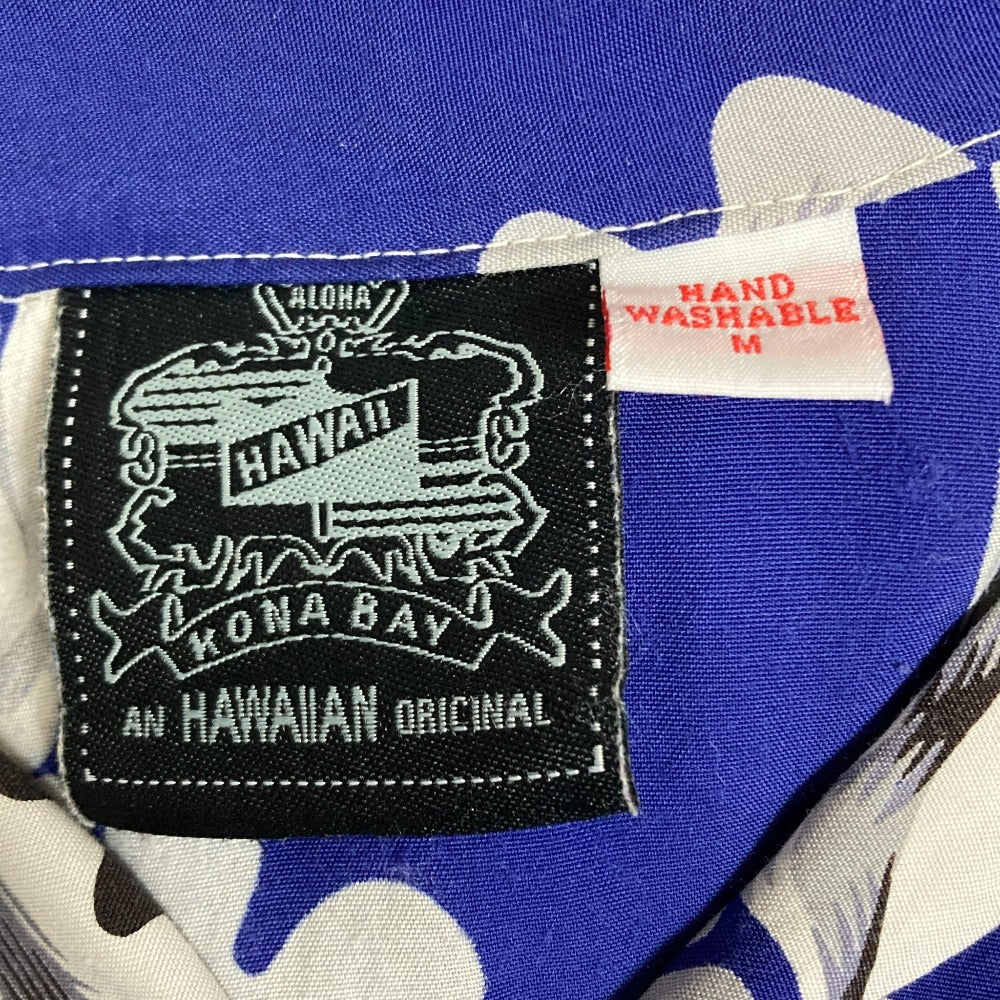 ALOHA
HAWAII
KONA BAY
AN HAWAIIAN ORIGINAL
HAND
WASHABLE
M